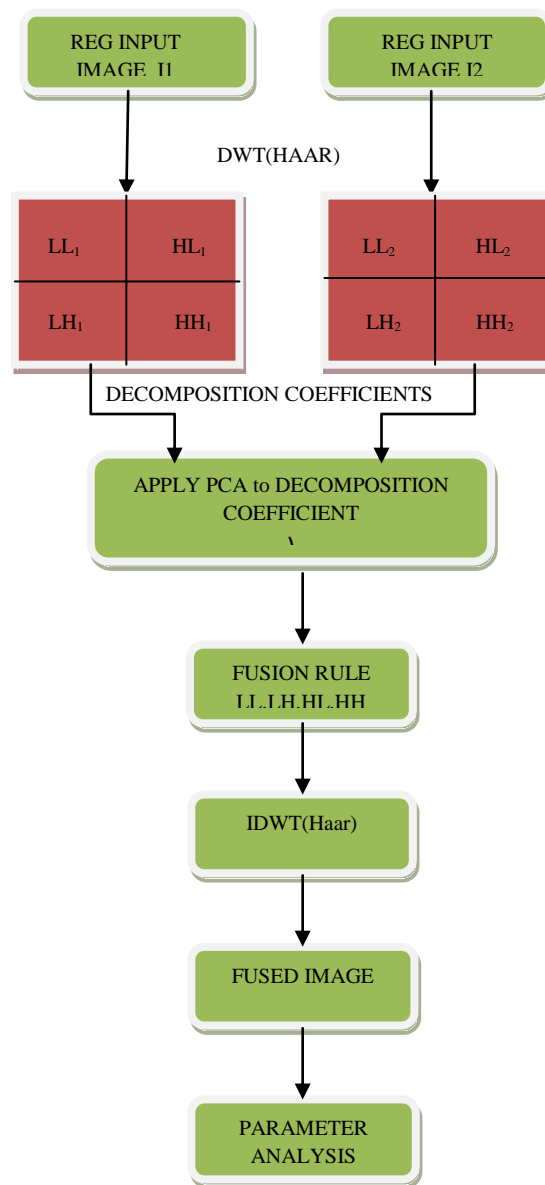 REG INPUT
IMAGE I1
REG INPUT
IMAGE I2
DWT(HAAR)
LL₁ HL₁
LH₁ HH₁
LL₂ HL₂
LH₂ HH₂
DECOMPOSITION COEFFICIENTS
APPLY PCA to DECOMPOSITION
COEFFICIENT
FUSION RULE
LL,LH,HL,HH
IDWT(Haar)
FUSED IMAGE
PARAMETER
ANALYSIS